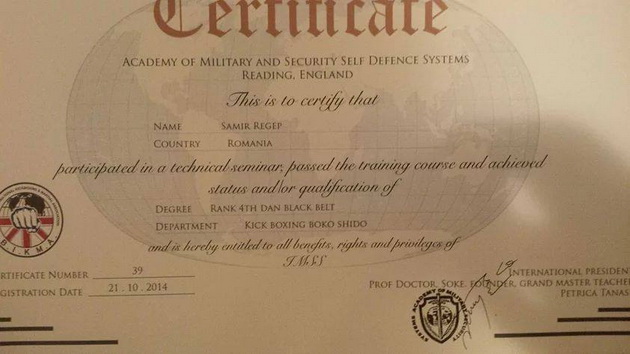 Certificate
ACADEMY OF MILITARY AND SECURITY SELF DEFENCE SYSTEMS
READING, ENGLAND
This is to certify that
NAME SAMIR REGEP
COUNTRY ROMANIA
participated in a technical seminar, passed the training course and achieved
status and/or qualification of
DEGREE RANK 4TH DAN BLACK BELT
DEPARTMENT KICK BOXING BOKO SHIDO
and is hereby entitled to all benefits, rights and privileges of
B.I.K.M.A
ERTIFICATE NUMBER 39
GISTRATION DATE 21.10.2014
INTERNATIONAL PRESIDEN
PROF DOCTOR, SOKE, FOUNDER, GRAND MASTER TEACHER
PETRICA TANAS